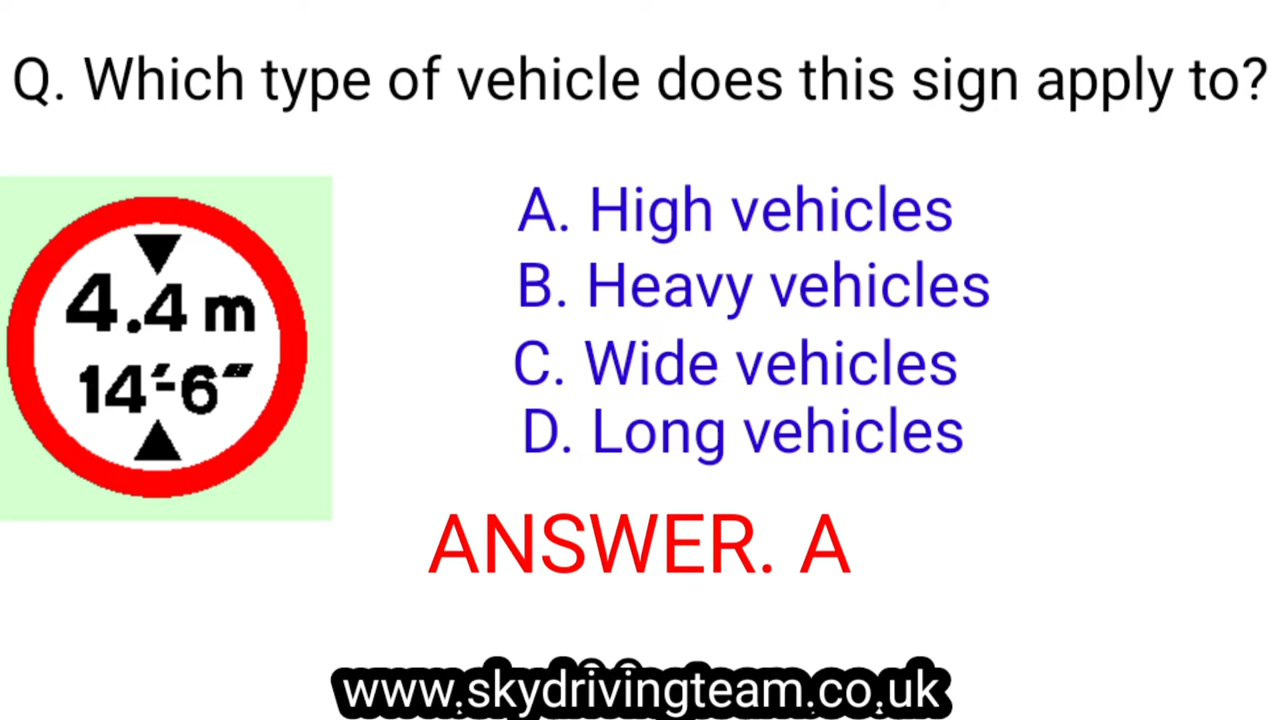 Q. Which type of vehicle does this sign apply to?
4.4 m
14'-6"
A. High vehicles
B. Heavy vehicles
C. Wide vehicles
D. Long vehicles
ANSWER. A
www.skydrivingteam.co.uk